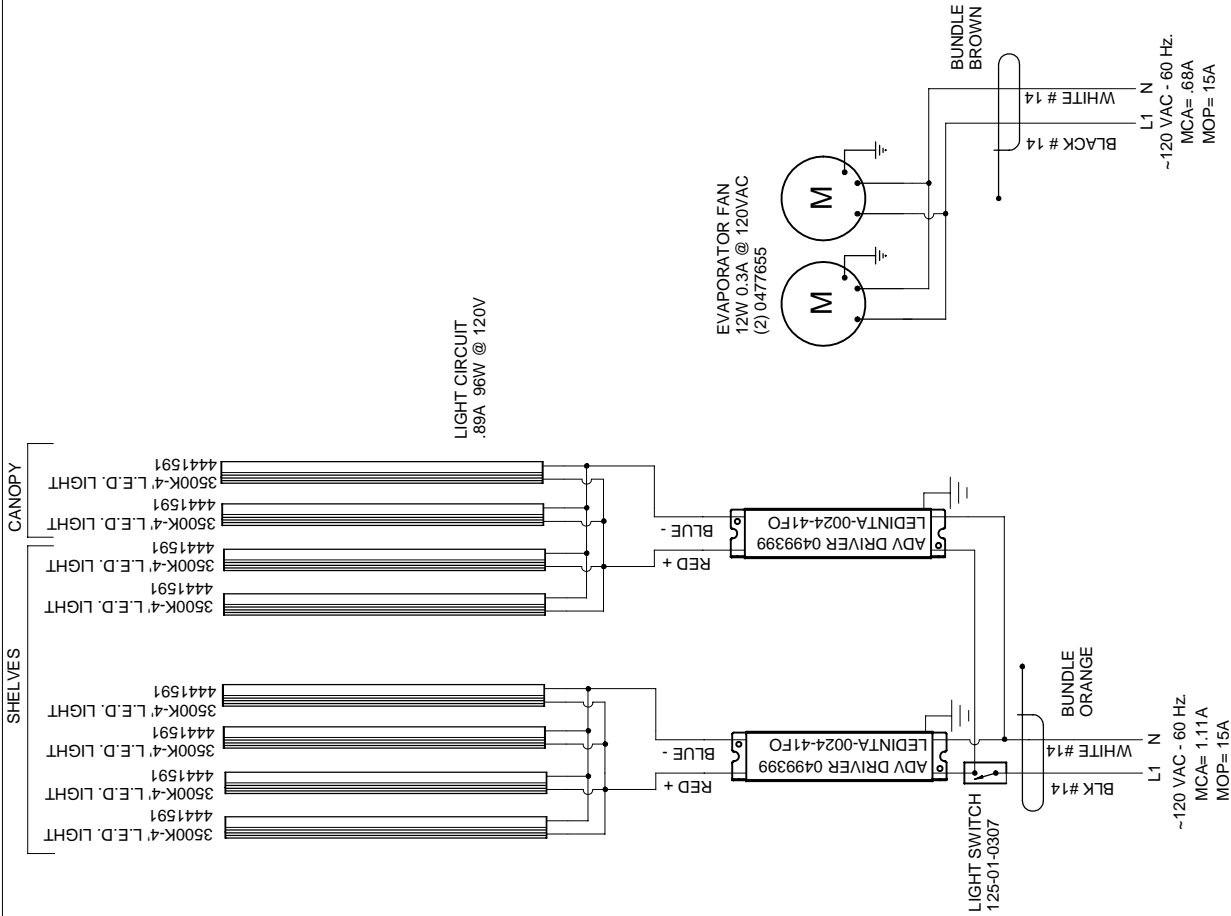 SHELVES
CANOPY
3500K-4' L.E.D. LIGHT
4441591
3500K-4' L.E.D. LIGHT
4441591
3500K-4' L.E.D. LIGHT
4441591
3500K-4' L.E.D. LIGHT
4441591
3500K-4' L.E.D. LIGHT
4441591
3500K-4' L.E.D. LIGHT
4441591
3500K-4' L.E.D. LIGHT
4441591
3500K-4' L.E.D. LIGHT
4441591
LIGHT CIRCUIT
.89A 96W @ 120V
RED +
BLUE -
RED +
BLUE -
ADV DRIVER 0499399
LEDINTA-0024-41FO
ADV DRIVER 0499399
LEDINTA-0024-41FO
LIGHT SWITCH
125-01-0307
BUNDLE
ORANGE
BLK #14
WHITE #14
L1
N
~120 VAC - 60 Hz.
MCA= 1.11A
MOP= 15A
EVAPORATOR FAN
12W 0.3A @ 120VAC
(2) 0477655
M
M
BUNDLE
BROWN
BLACK # 14
WHITE # 14
L1
N
~120 VAC - 60 Hz.
MCA= .68A
MOP= 15A